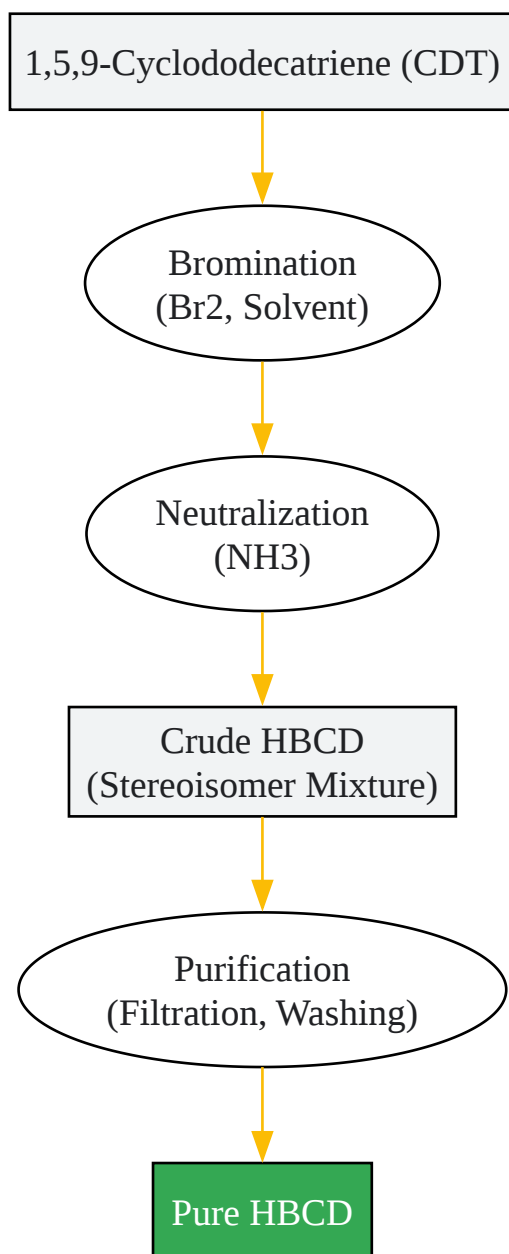 1,5,9-Cyclododecatriene (CDT)
Bromination
(Br2, Solvent)
Neutralization
(NH3)
Crude HBCD
(Stereoisomer Mixture)
Purification
(Filtration, Washing)
Pure HBCD